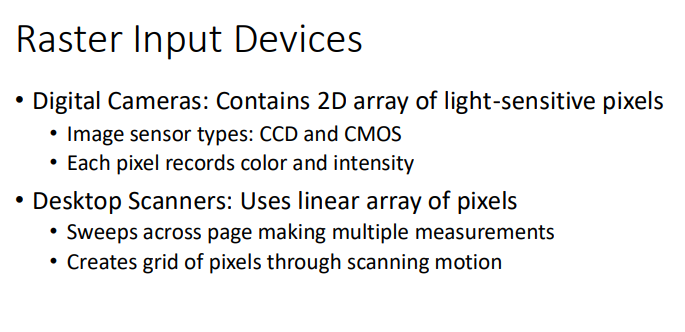 Raster Input Devices
• Digital Cameras: Contains 2D array of light-sensitive pixels
• Image sensor types: CCD and CMOS
• Each pixel records color and intensity
• Desktop Scanners: Uses linear array of pixels
• Sweeps across page making multiple measurements
• Creates grid of pixels through scanning motion